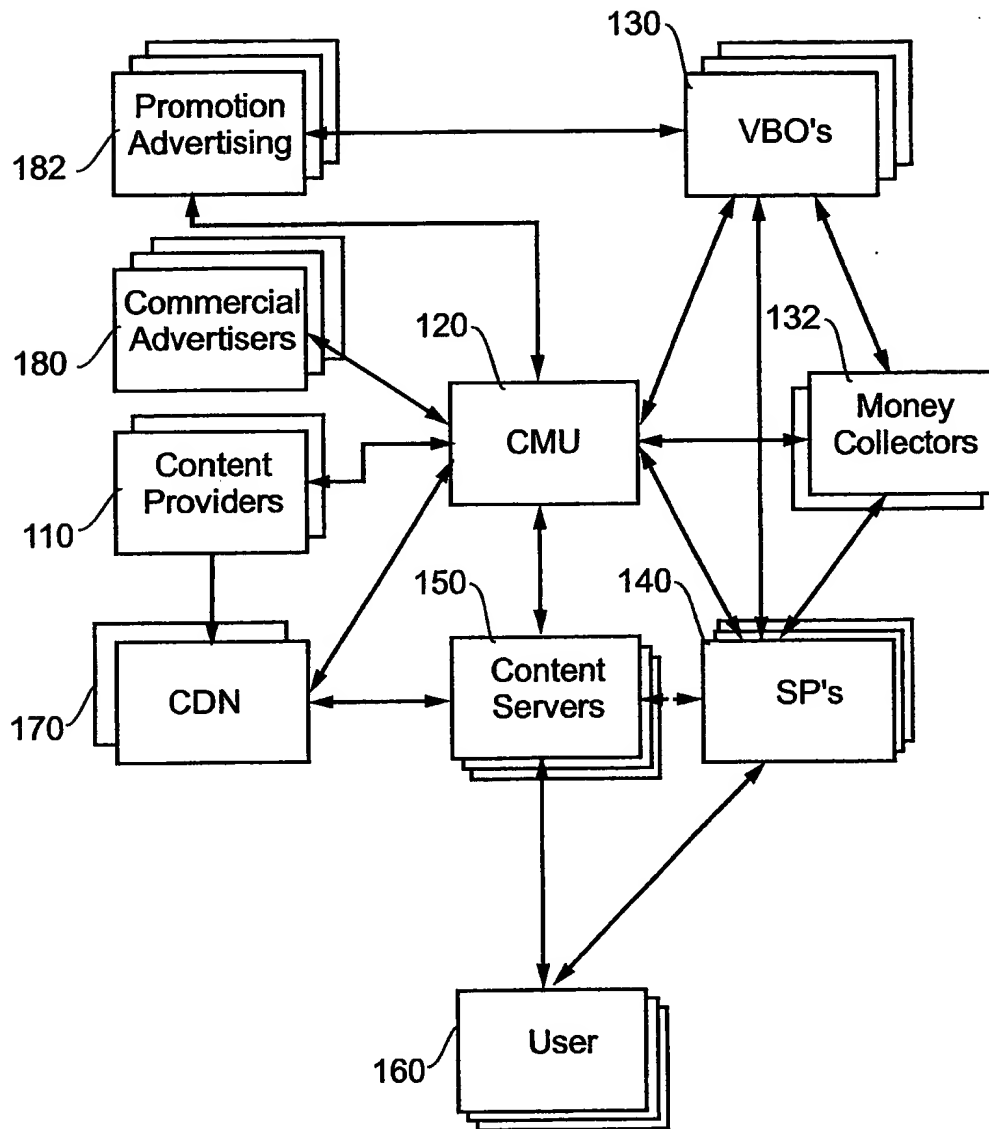 130
Promotion
Advertising
VBO's
182
Commercial
Advertisers
120
132
180
Money
Collectors
CMU
Content
Providers
110
150
140
Content
Servers
SP's
CDN
170
User
160